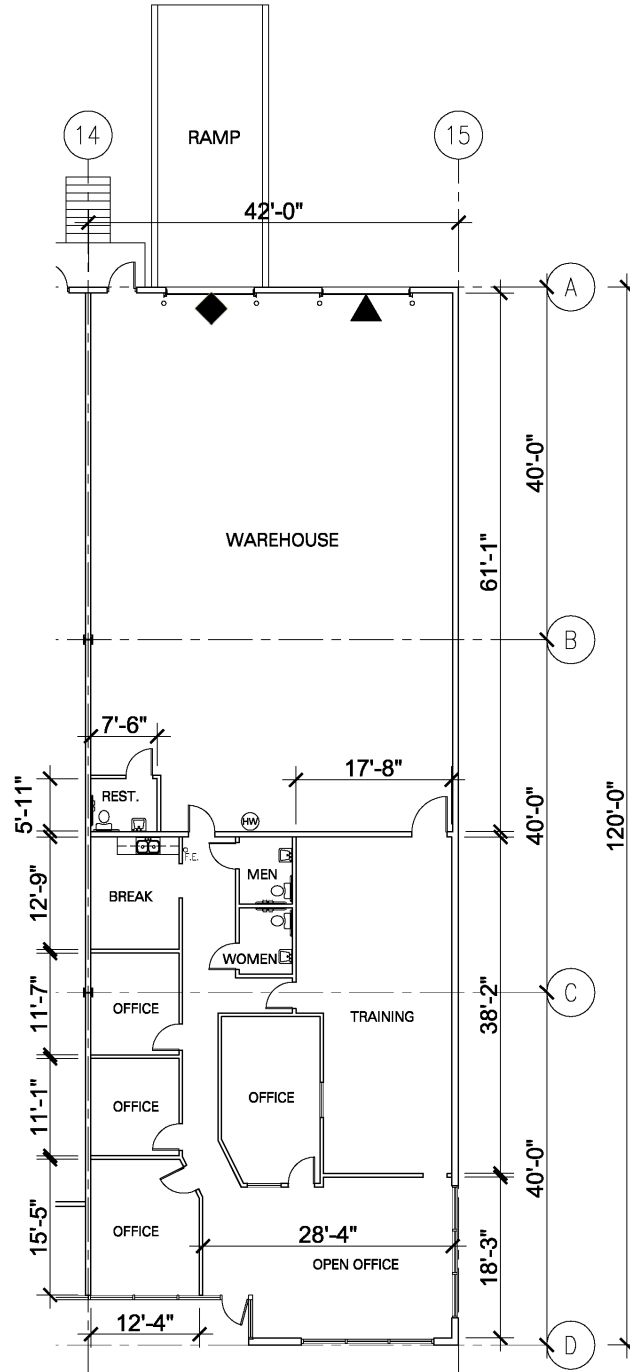 RAMP
14
15
42'-0"
A
40'-0"
WAREHOUSE
61'-1"
B
7'-6"
17'-8"
REST.
5'-11"
HW
40'-0"
120'-0"
F.E.
MEN
12'-9"
BREAK
WOMEN
11'-7"
OFFICE
38'-2"
C
TRAINING
11'-1"
OFFICE
OFFICE
40'-0"
15'-5"
OFFICE
28'-4"
OPEN OFFICE
18'-3"
12'-4"
D